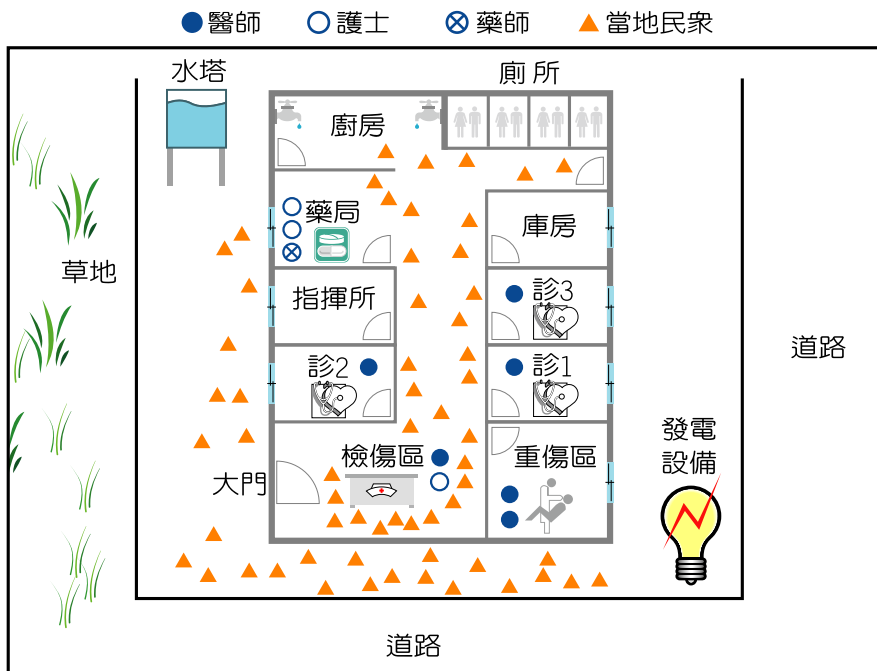 醫師 護士 藥師 當地民衆
水塔
廁所
廚房
藥局
庫房
草地
指揮所
診3
道路
診2
診1
發電
設備
大門
檢傷區
重傷區
道路